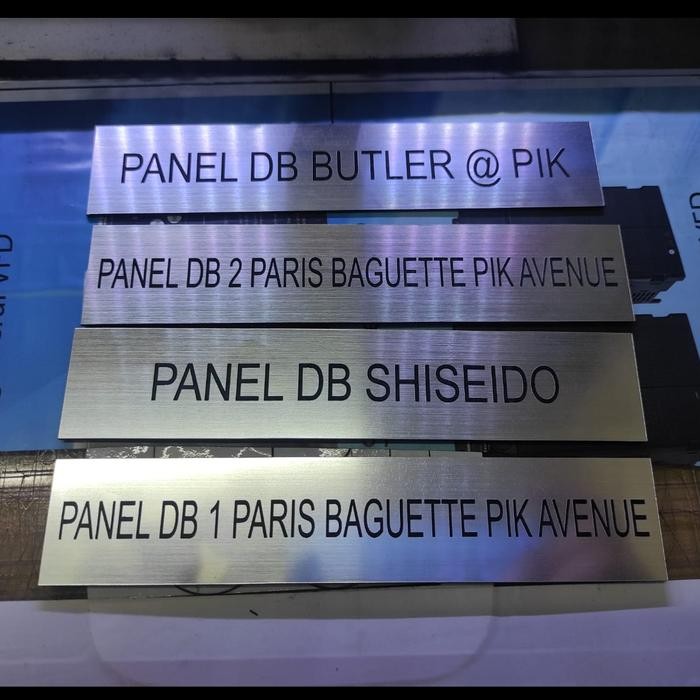 PANEL DB BUTLER @ PIK
PANEL DB 2 PARIS BAGUETTE PIK AVENUE
PANEL DB SHISEIDO
PANEL DB 1 PARIS BAGUETTE PIK AVENUE